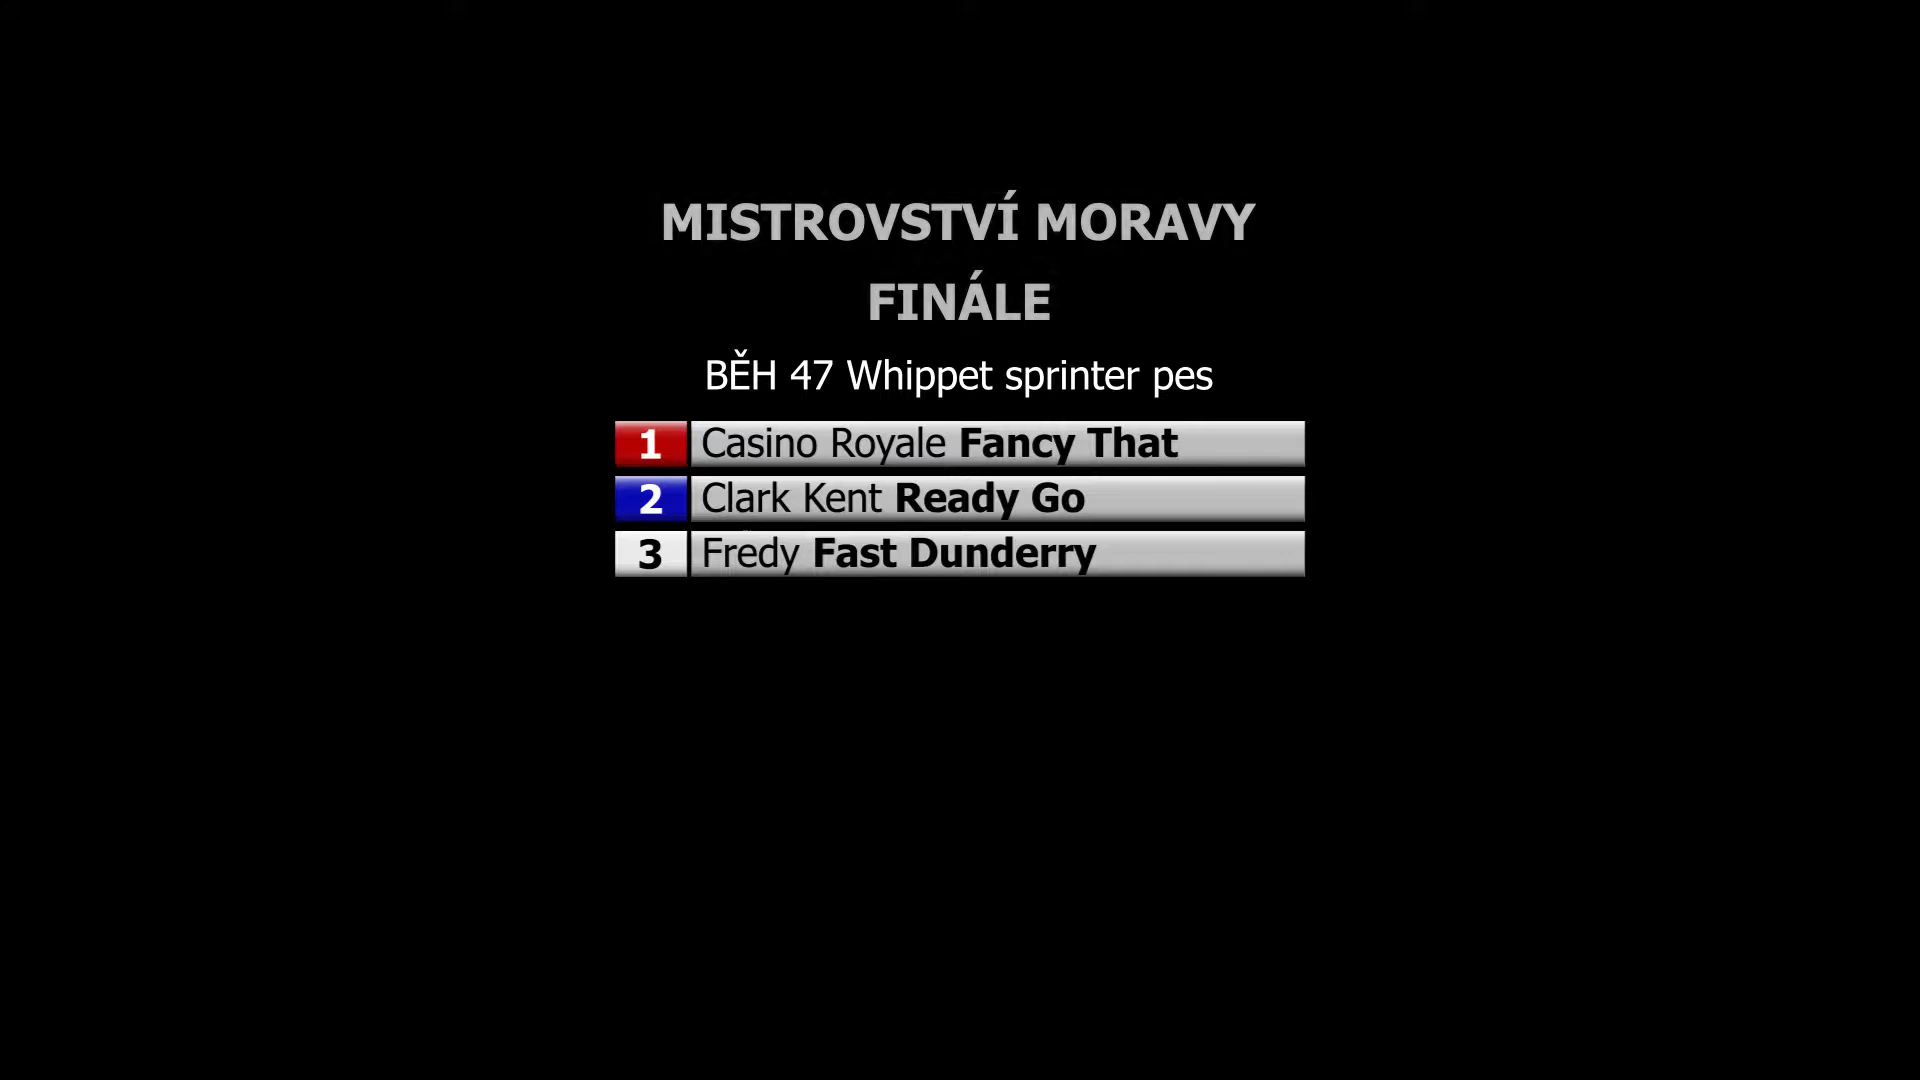 MISTROVSTVÍ MORAVY
FINÁLE
BĚH 47 Whippet sprinter pes
1 Casino Royale Fancy That
2 Clark Kent Ready Go
3 Fredy Fast Dunderry